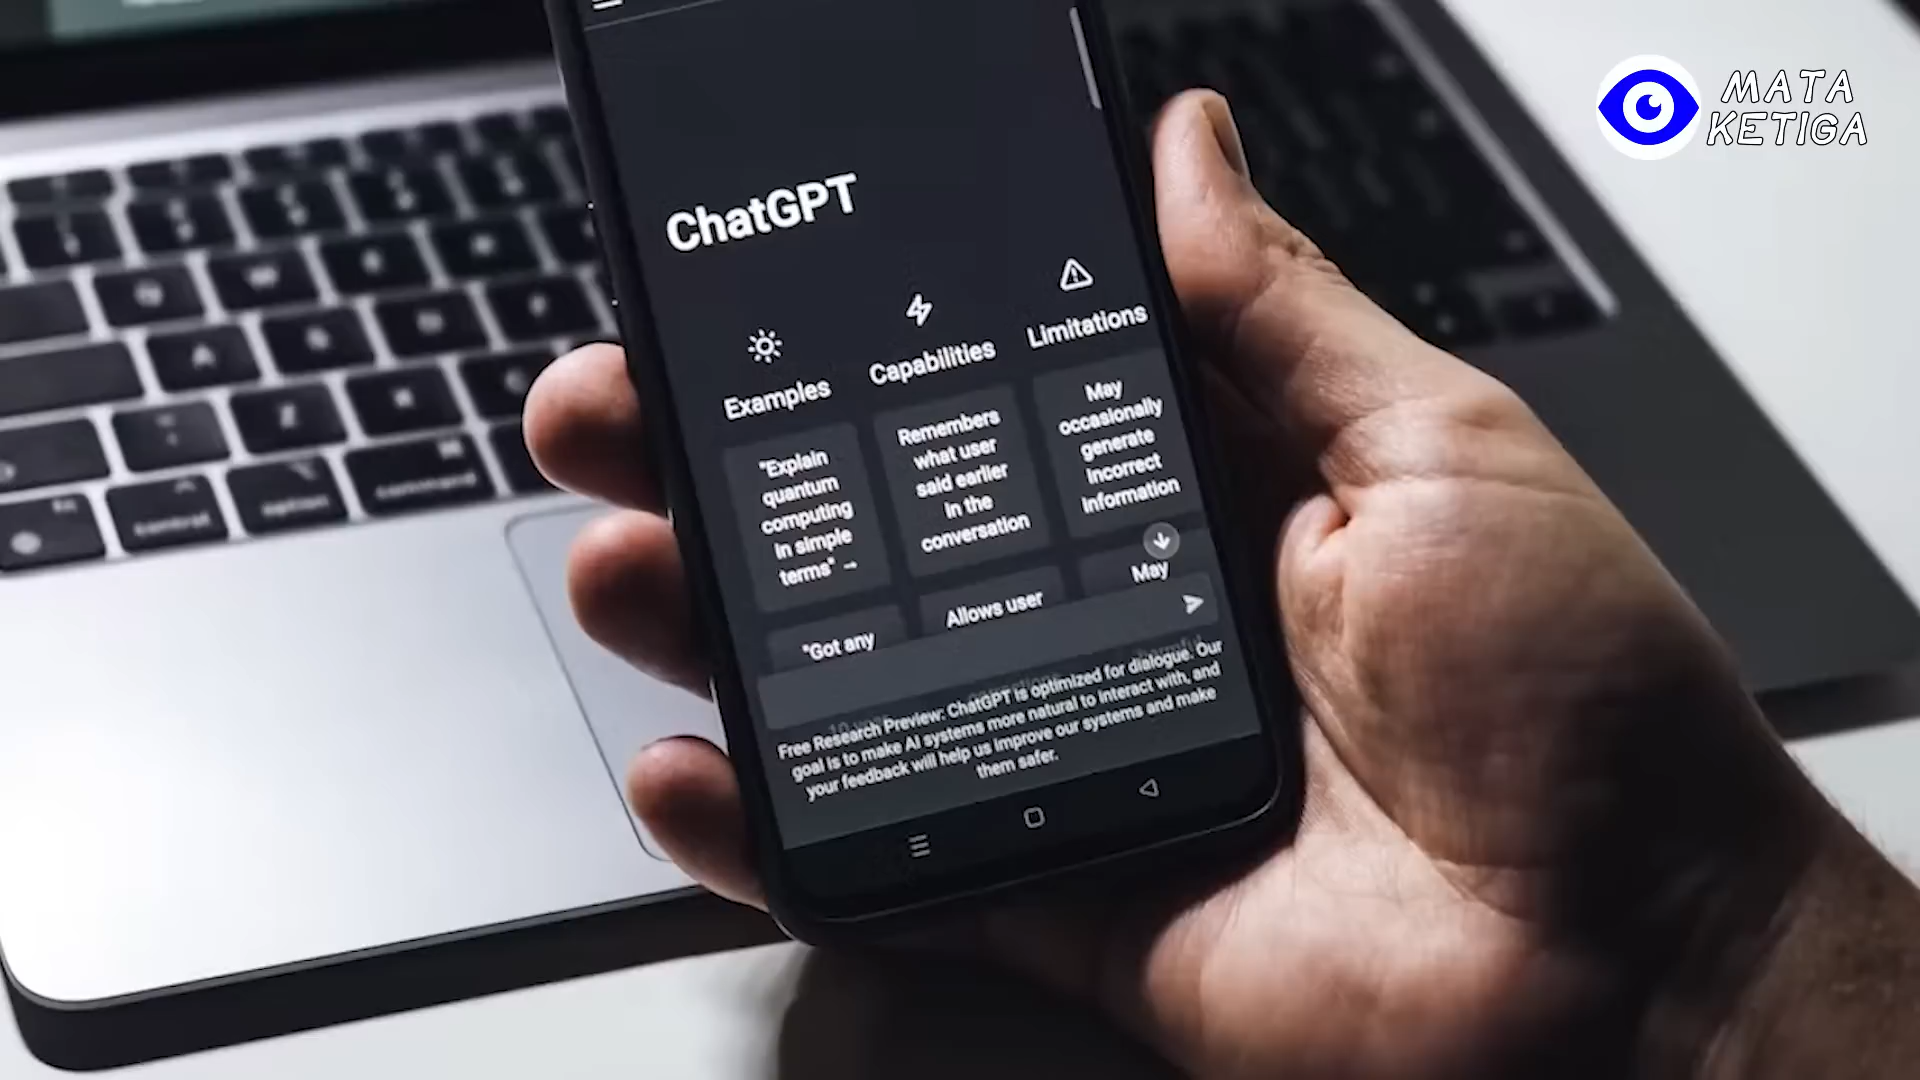 MATA
KETIGA
ChatGPT
Examples
Capabilities
Limitations
"Explain
quantum
computing
in simple
terms" →
Remembers
what user
said earlier
in the
conversation
May
occasionally
generate
incorrect
information
"Got any
Allows user
May
Free Research Preview: ChatGPT is optimized for dialogue. Our
goal is to make AI systems more natural to interact with, and
your feedback will help us improve our systems and make
them safer.
control
option
command